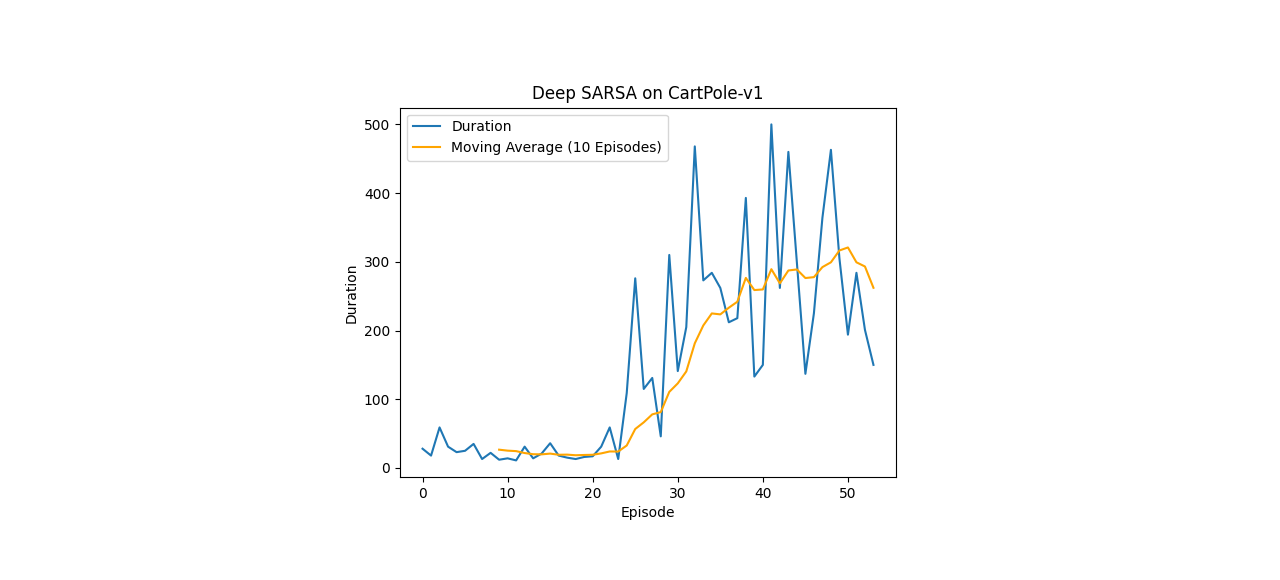 Deep SARSA on CartPole-v1
Duration
Moving Average (10 Episodes)
500
400
300
200
100
0
Duration
0 10 20 30 40 50
Episode